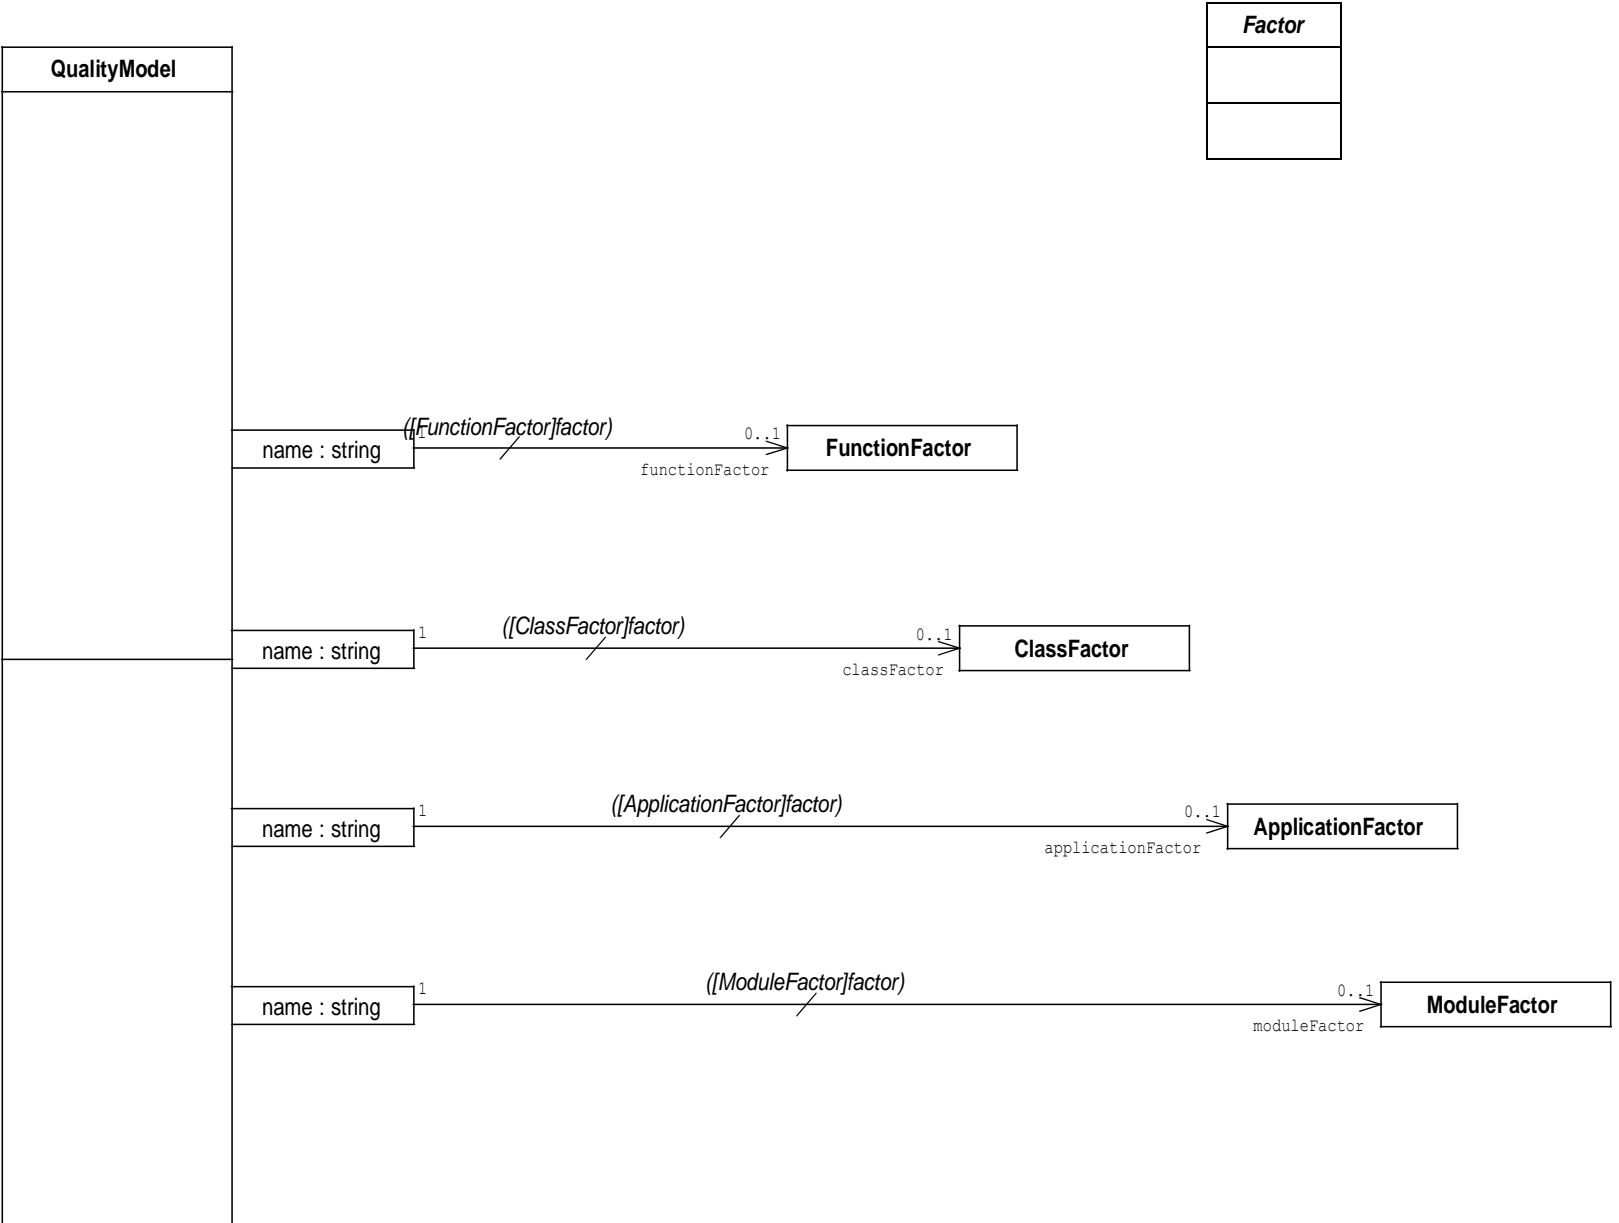 Factor
QualityModel
([FunctionFactor]factor)
name : string
1
0..1
FunctionFactor
functionFactor
([ClassFactor]factor)
name : string
1
0..1
ClassFactor
classFactor
([ApplicationFactor]factor)
name : string
1
0..1
ApplicationFactor
applicationFactor
([ModuleFactor]factor)
name : string
1
0..1
ModuleFactor
moduleFactor